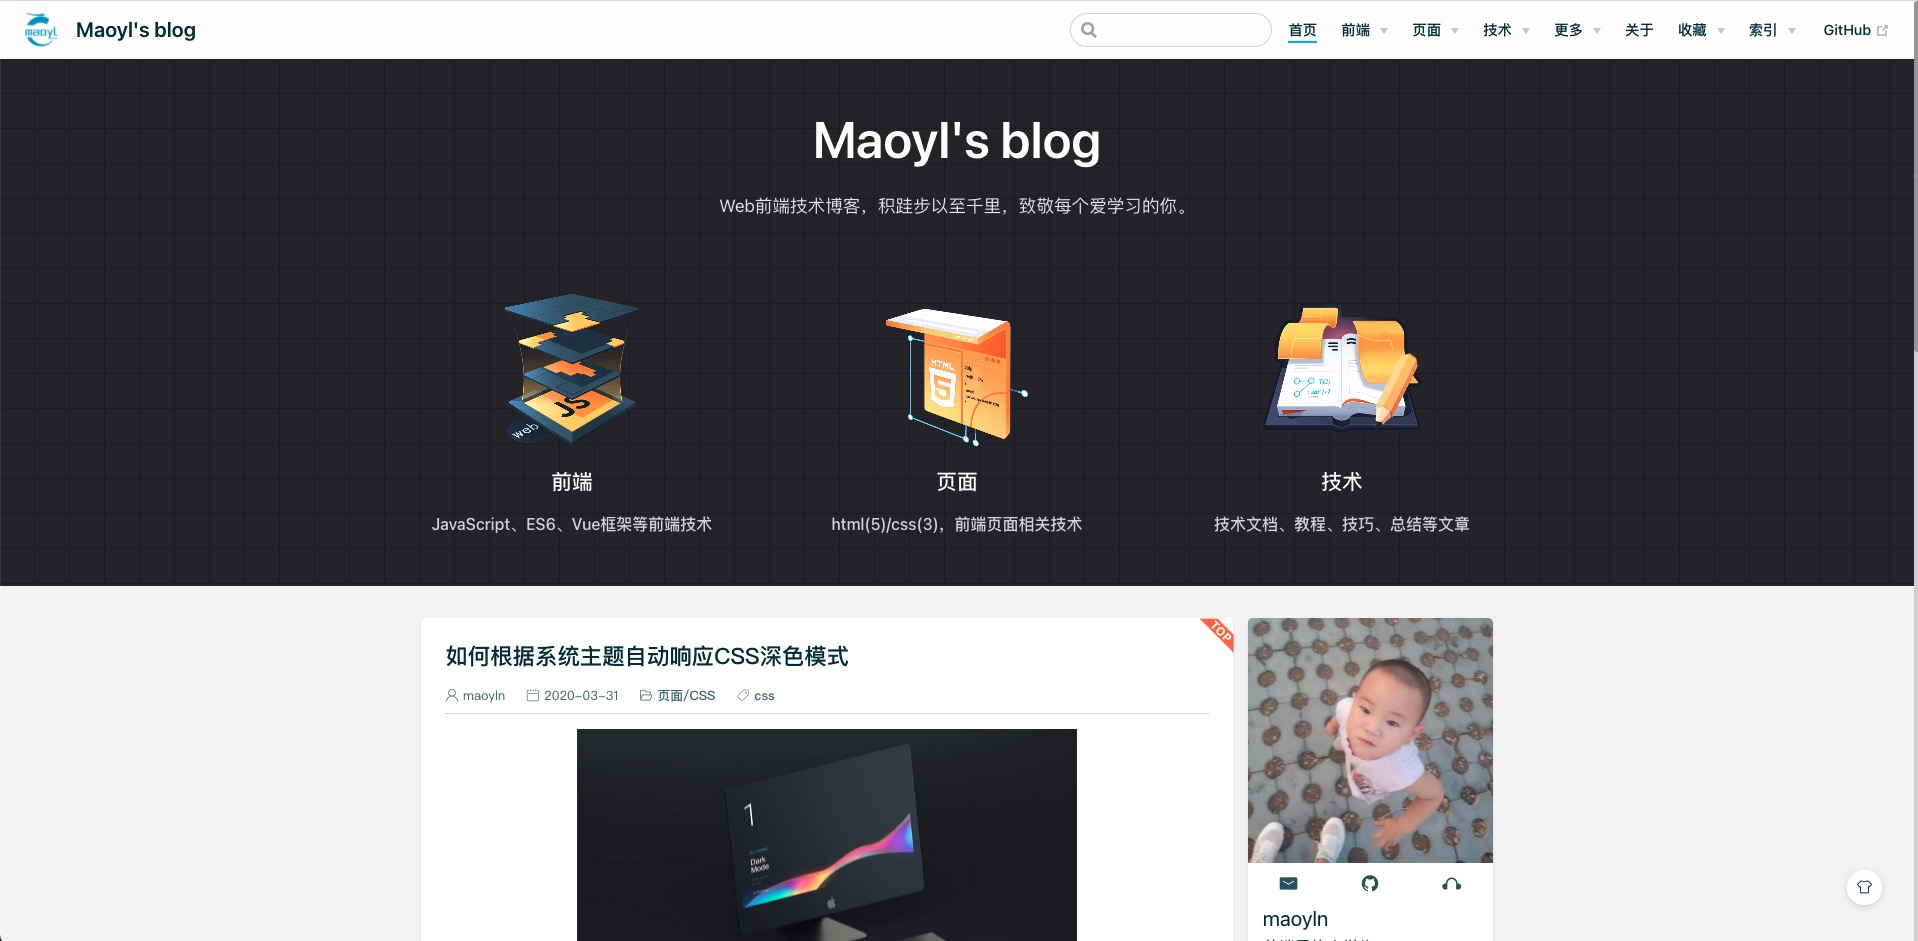 maoyl
Maoyl's blog
首页 前端 页面 技术 更多 关于 收藏 索引 GitHub
Maoyl's blog
Web前端技术博客，积跬步以至千里，致敬每个爱学习的你。
JS
web
HTML
5
前端
页面
技术
JavaScript、ES6、Vue框架等前端技术
html(5)/css(3)，前端页面相关技术
技术文档、教程、技巧、总结等文章
TOP
如何根据系统主题自动响应CSS深色模式
maoyln 2020-03-31 页面/CSS css
1
Dark
Mode
maoyln